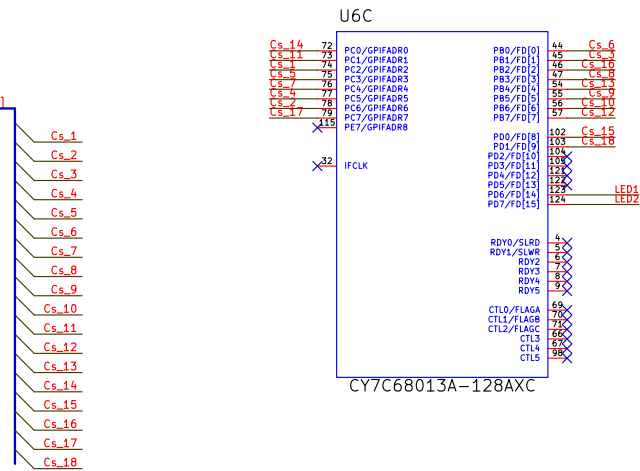 U6C
Cs_14 72 PC0/GPIFADR0 PB0/FD[0] 44 Cs_6
Cs_11 73 PC1/GPIFADR1 PB1/FD[1] 45 Cs_3
Cs_1 74 PC2/GPIFADR2 PB2/FD[2] 46 Cs_16
Cs_5 75 PC3/GPIFADR3 PB3/FD[3] 47 Cs_8
Cs_7 76 PC4/GPIFADR4 PB4/FD[4] 54 Cs_13
Cs_4 77 PC5/GPIFADR5 PB5/FD[5] 55 Cs_9
Cs_2 78 PC6/GPIFADR6 PB6/FD[6] 56 Cs_10
Cs_17 79 PC7/GPIFADR7 PB7/FD[7] 57 Cs_12
115 PE7/GPIFADR8
PD0/FD[8] 102 Cs_15
PD1/FD[9] 103 Cs_18
PD2/FD[10] 104
PD3/FD[11] 105
32 IFCLK PD4/FD[12] 121
PD5/FD[13] 122
PD6/FD[14] 123 LED1
PD7/FD[15] 124 LED2
RDY0/SLRD 4
RDY1/SLWR 5
RDY2 6
RDY3 7
RDY4 8
RDY5 9
CTL0/FLAGA 69
CTL1/FLAGB 70
CTL2/FLAGC 71
CTL3 66
CTL4 67
CTL5 98
CY7C68013A-128AXC
]
Cs_1
Cs_2
Cs_3
Cs_4
Cs_5
Cs_6
Cs_7
Cs_8
Cs_9
Cs_10
Cs_11
Cs_12
Cs_13
Cs_14
Cs_15
Cs_16
Cs_17
Cs_18